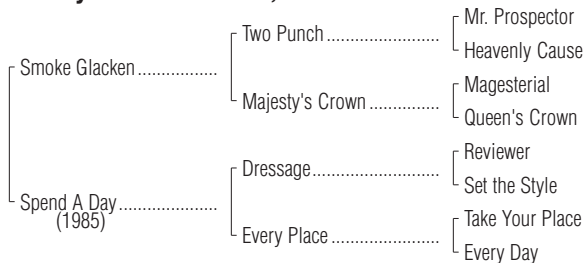 Mr. Prospector
Two Punch
Heavenly Cause
Smoke Glacken
Magesterial
Majesty's Crown
Queen's Crown
Reviewer
Dressage
Set the Style
Spend A Day
(1985)
Take Your Place
Every Place
Every Day